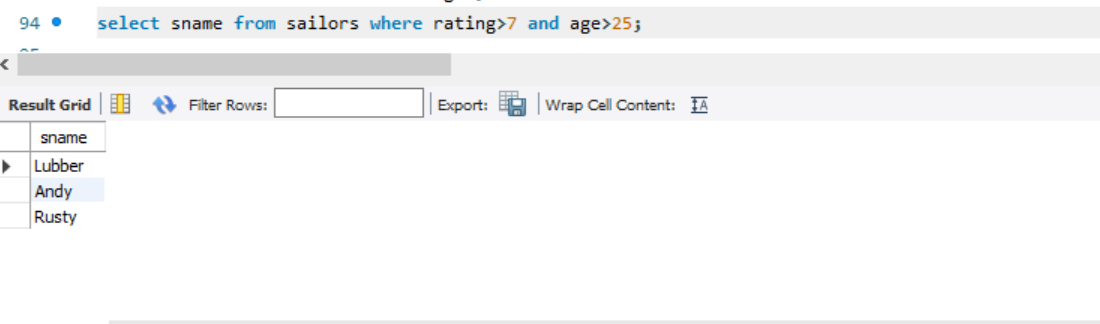 94 select sname from sailors where rating>7 and age>25;
Result Grid Filter Rows: Export: Wrap Cell Content:
sname
Lubber
Andy
Rusty